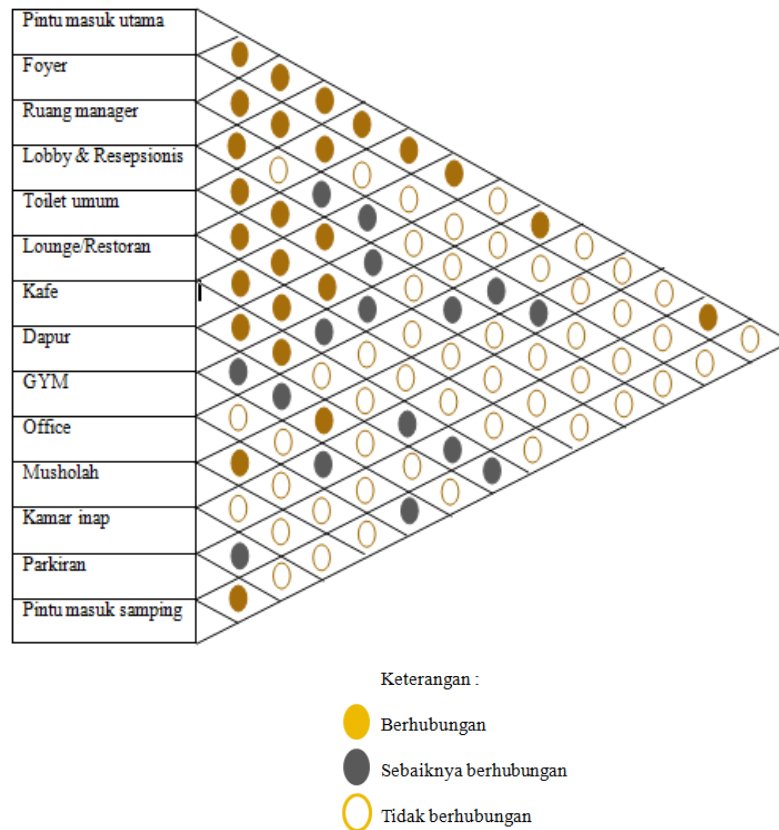 Pintu masuk utama
Foyer
Ruang manager
Lobby & Resepsionis
Toilet umum
Lounge/Restoran
Kafe
Dapur
GYM
Office
Musholah
Kamar inap
Parkiran
Pintu masuk samping
Keterangan :
Berhubungan
Sebaiknya berhubungan
Tidak berhubungan